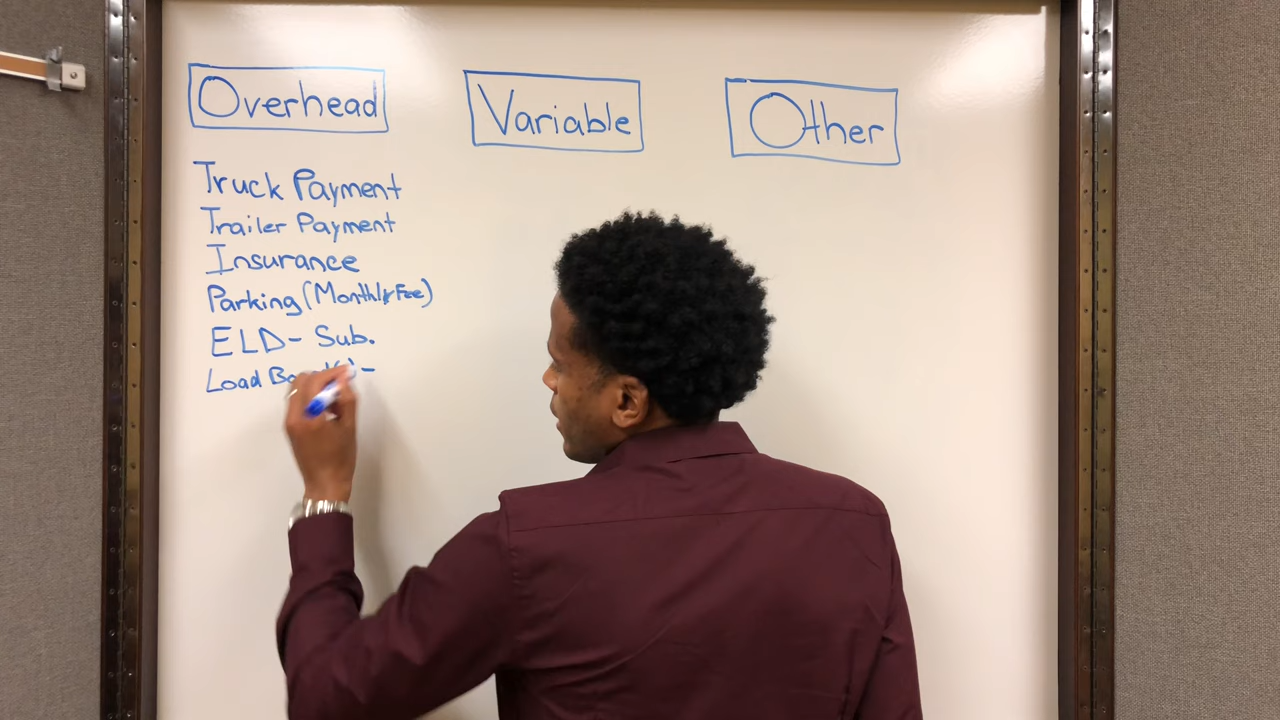 Overhead
Variable
Other
Truck Payment
Trailer Payment
Insurance
Parking (Monthly Fee)
ELD- Sub.
Load